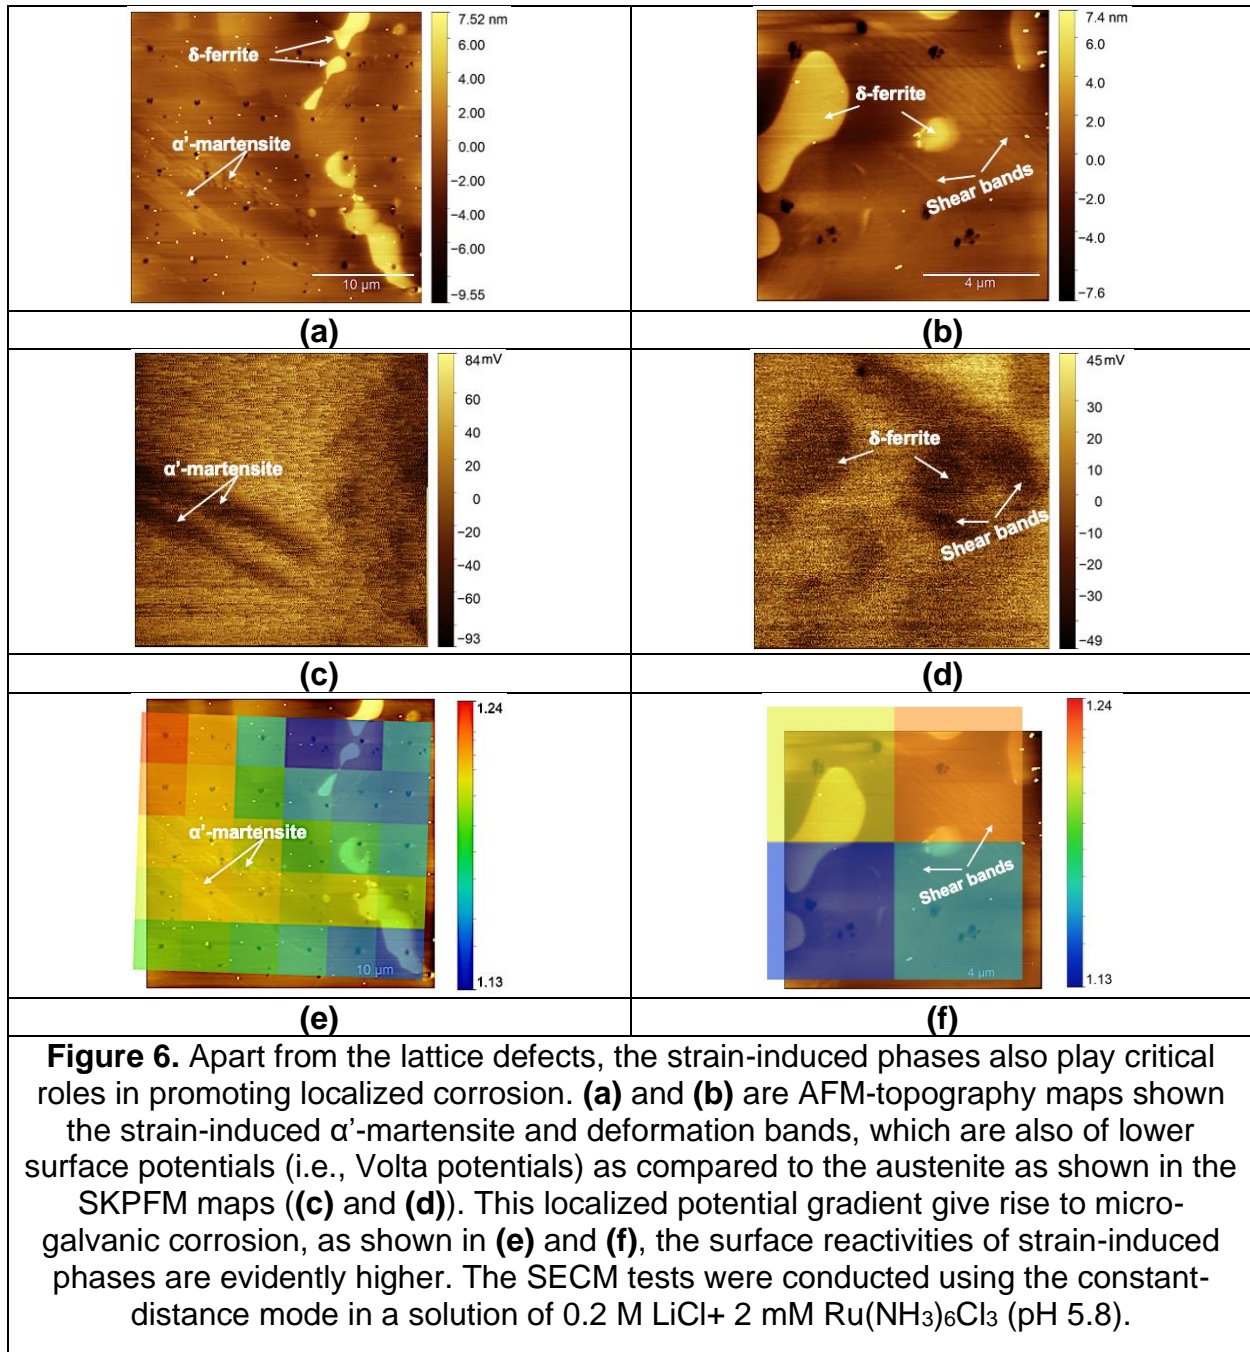 δ-ferrite
α’-martensite
10 µm
7.52 nm
6.00
4.00
2.00
0.00
−2.00
−4.00
−6.00
−9.55
δ-ferrite
Shear bands
4 µm
7.4 nm
6.0
4.0
2.0
0.0
−2.0
−4.0
−7.6
(a)
(b)
α’-martensite
84 mV
60
40
20
0
−20
−40
−60
−93
δ-ferrite
Shear bands
45 mV
30
20
10
0
−10
−20
−30
−49
(c)
(d)
α’-martensite
10 µm
1.24
1.13
Shear bands
4 µm
1.24
1.13
(e)
(f)
Figure 6. Apart from the lattice defects, the strain-induced phases also play critical
roles in promoting localized corrosion. (a) and (b) are AFM-topography maps shown
the strain-induced α’-martensite and deformation bands, which are also of lower
surface potentials (i.e., Volta potentials) as compared to the austenite as shown in the
SKPFM maps ((c) and (d)). This localized potential gradient give rise to micro-
galvanic corrosion, as shown in (e) and (f), the surface reactivities of strain-induced
phases are evidently higher. The SECM tests were conducted using the constant-
distance mode in a solution of 0.2 M LiCl+ 2 mM Ru(NH3)6Cl3 (pH 5.8).